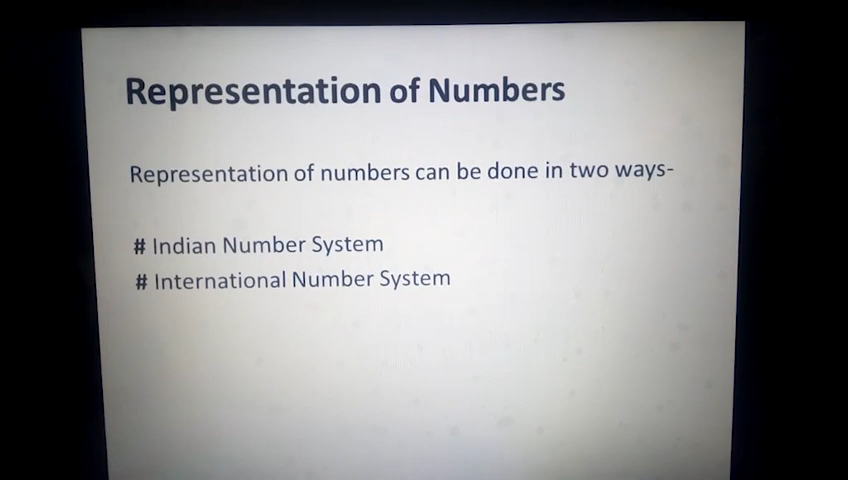 Representation of Numbers
Representation of numbers can be done in two ways-
# Indian Number System
# International Number System